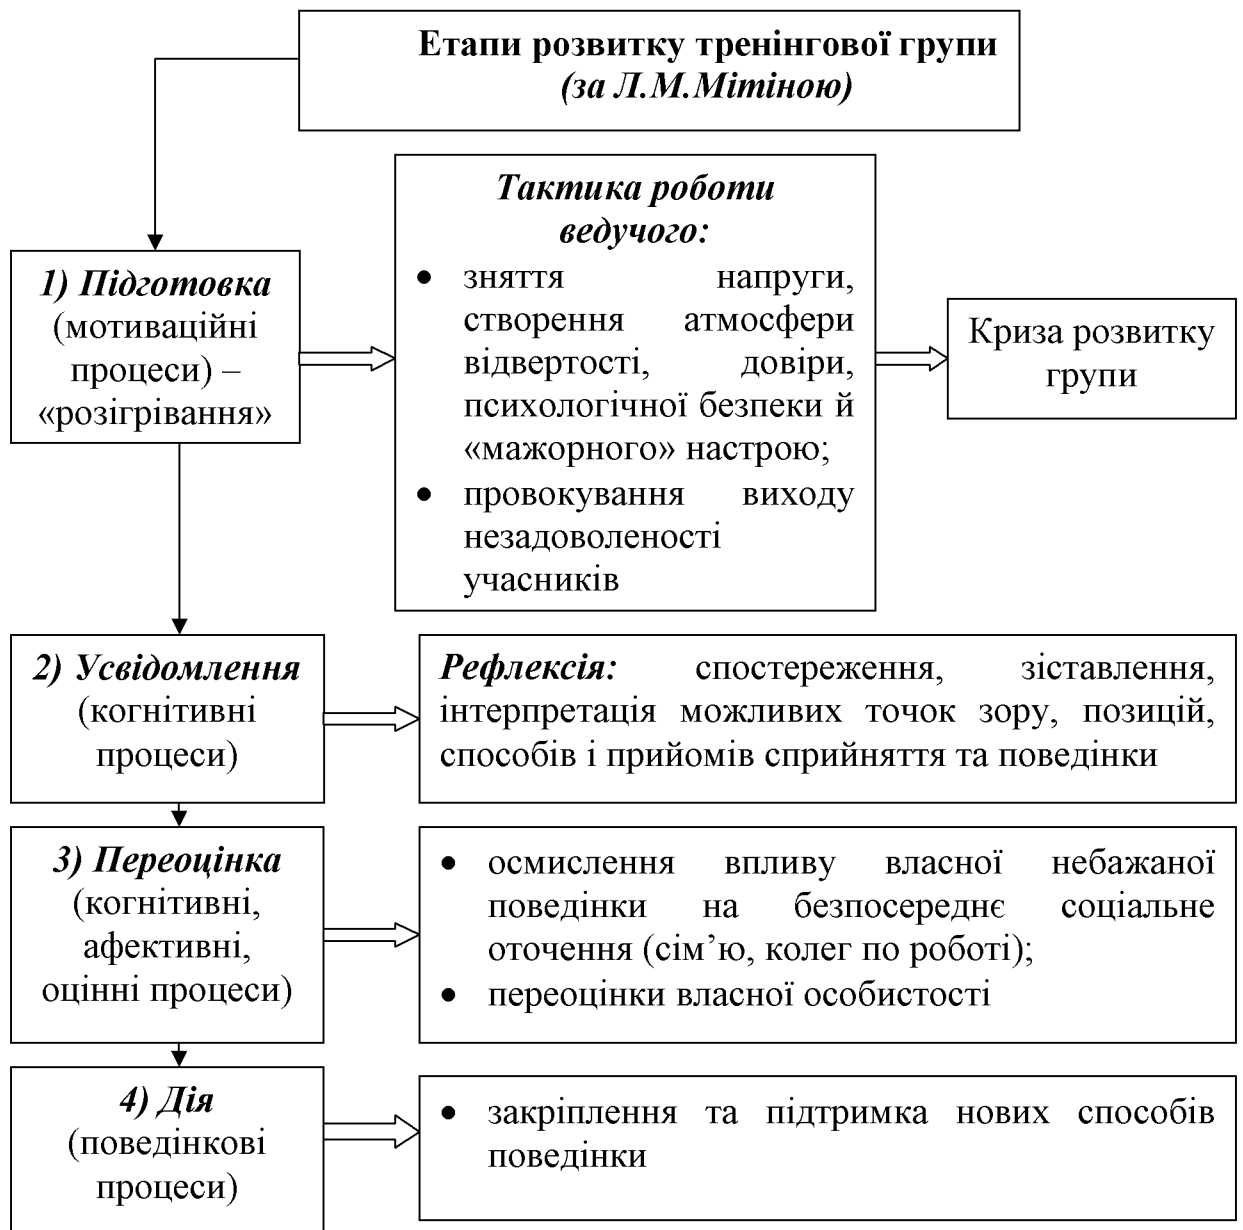 Етапи розвитку тренінгової групи
(за Л.М.Мітіною)
Тактика роботи
ведучого:
• зняття напруги,
створення атмосфери
відвертості, довіри,
психологічної безпеки й
«мажорного» настрою;
• провокування виходу
незадоволеності
учасників
1) Підготовка
(мотиваційні
процеси) –
«розігрівання»
Криза розвитку
групи
2) Усвідомлення
(когнітивні
процеси)
Рефлексія: спостереження, зіставлення,
інтерпретація можливих точок зору, позицій,
способів і прийомів сприйняття та поведінки
3) Переоцінка
(когнітивні,
афективні,
оцінні процеси)
• осмислення впливу власної небажаної
поведінки на безпосереднє соціальне
оточення (сім’ю, колег по роботі);
• переоцінки власної особистості
4) Дія
(поведінкові
процеси)
• закріплення та підтримка нових способів
поведінки